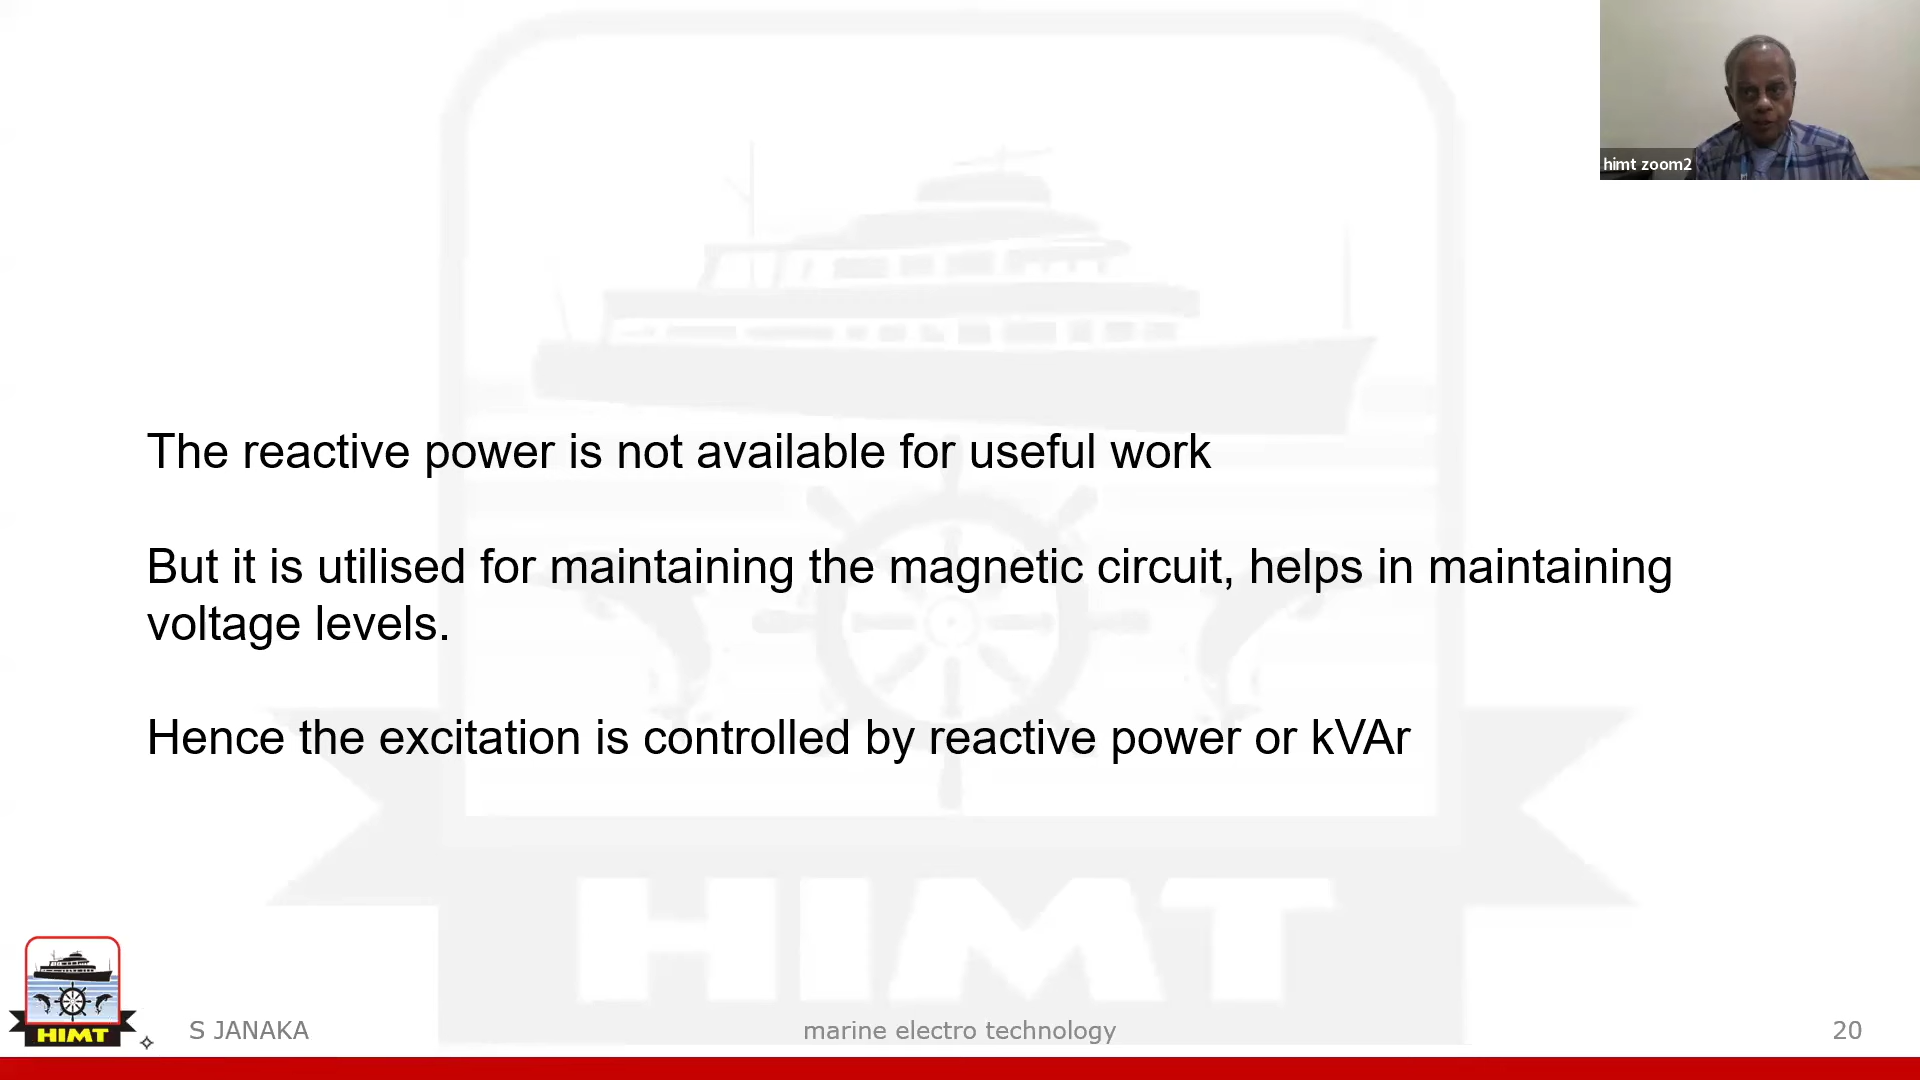 himt zoom2
The reactive power is not available for useful work
But it is utilised for maintaining the magnetic circuit, helps in maintaining
voltage levels.
Hence the excitation is controlled by reactive power or kVAr
HIMT
HIMT
S JANAKA
marine electro technology
20